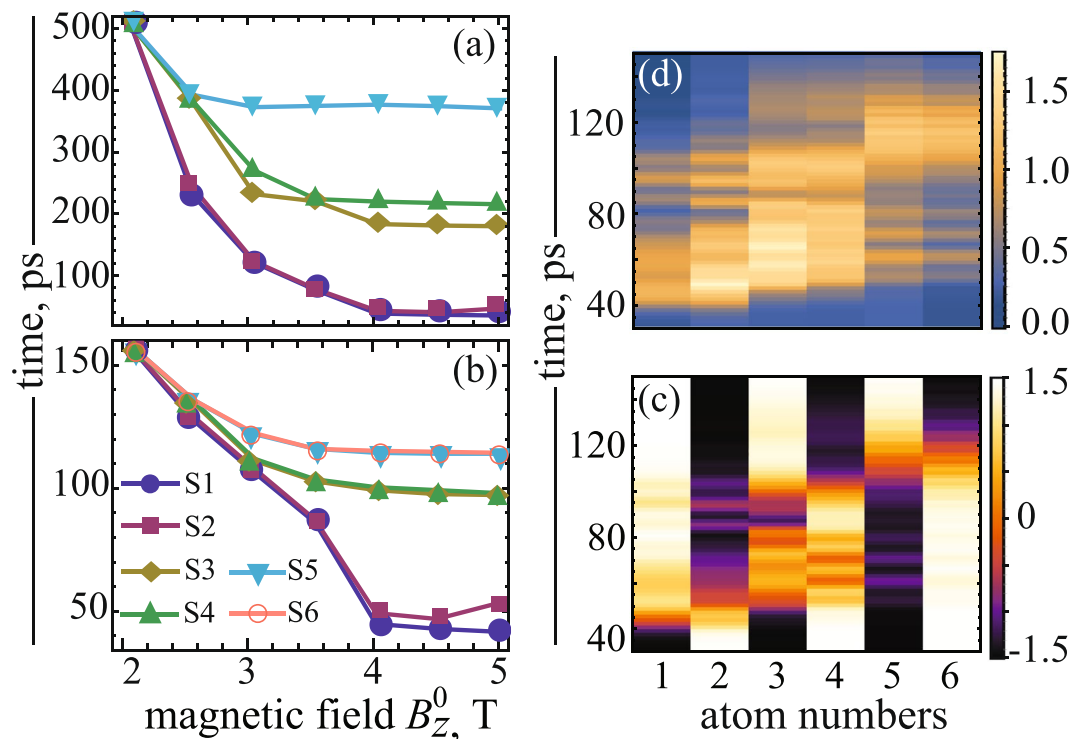 500
400
300
200
100
(a)
time, ps
150
100
50
(b)
S1
S2
S3
S5
S4
S6
2
3
4
5
magnetic field B_z^0, T
(d)
120
80
40
1.5
1.0
0.5
0.0
time, ps
(c)
120
80
40
1.5
0
-1.5
1 2 3 4 5 6
atom numbers